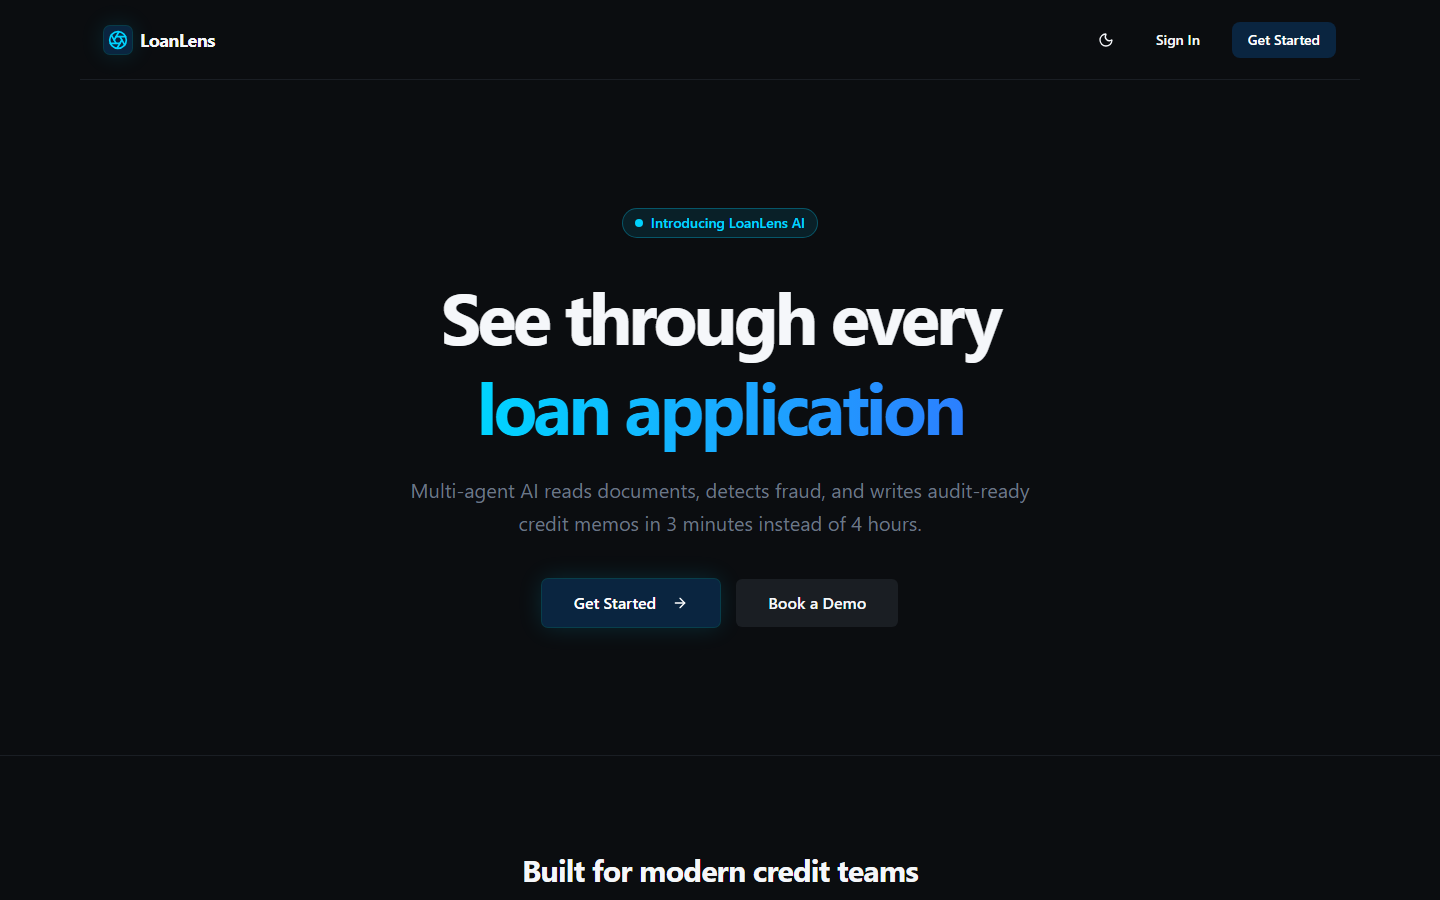 LoanLens
Sign In
Get Started
Introducing LoanLens AI
See through every
loan application
Multi-agent AI reads documents, detects fraud, and writes audit-ready
credit memos in 3 minutes instead of 4 hours.
Get Started
Book a Demo
Built for modern credit teams